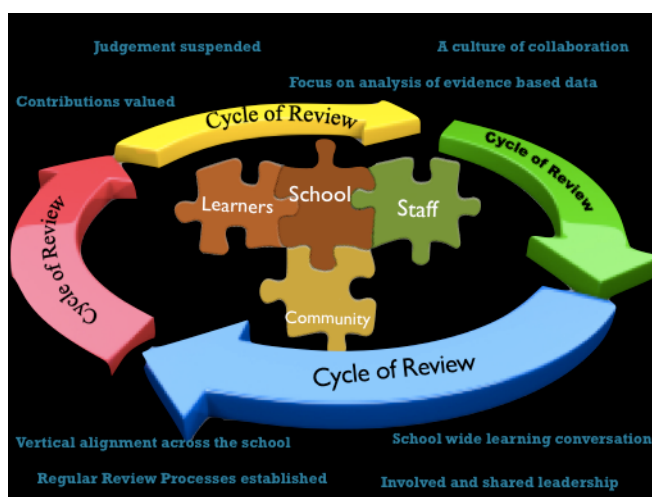 Judgement suspended
A culture of collaboration
Focus on analysis of evidence based data
Contributions valued
Cycle of Review
Cycle of Review
Cycle of Review
Learners
School
Staff
Community
Cycle of Review
Vertical alignment across the school
School wide learning conversation
Regular Review Processes established
Involved and shared leadership